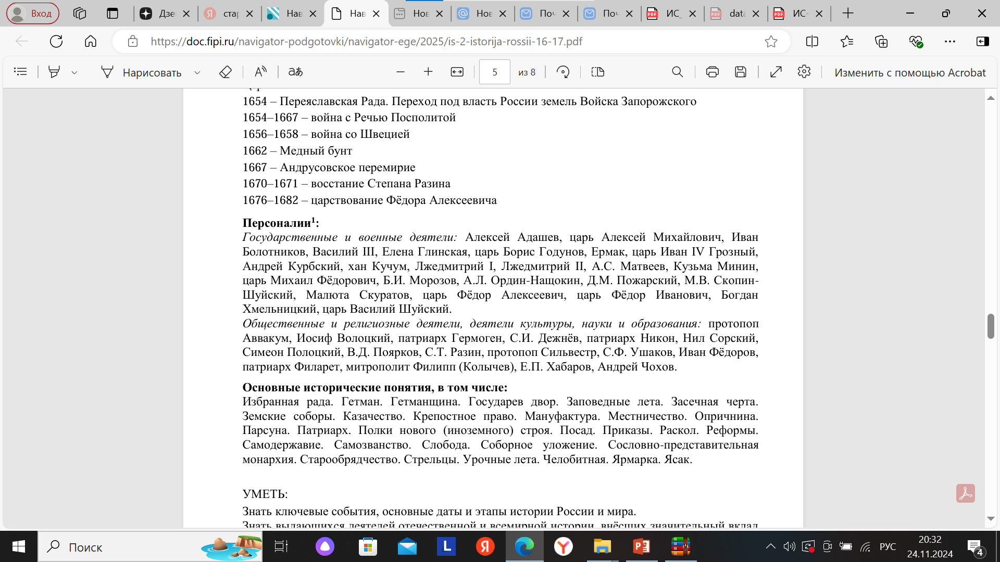 Вход
Дзе
стар
Нав
Нав
Нов
Нов
Поч
Поч
ИС_
data
ИС-
https://doc.fipi.ru/navigator-podgotovki/navigator-ege/2025/is-2-istorija-rossii-16-17.pdf
Нарисовать
5
из 8
Изменить с помощью Acrobat
1654 – Переяславская Рада. Переход под власть России земель Войска Запорожского
1654–1667 – война с Речью Посполитой
1656–1658 – война со Швецией
1662 – Медный бунт
1667 – Андрусовское перемирие
1670–1671 – восстание Степана Разина
1676–1682 – царствование Фёдора Алексеевича
Персоналии¹:
Государственные и военные деятели: Алексей Адашев, царь Алексей Михайлович, Иван
Болотников, Василий III, Елена Глинская, царь Борис Годунов, Ермак, царь Иван IV Грозный,
Андрей Курбский, хан Кучум, Лжедмитрий I, Лжедмитрий II, А.С. Матвеев, Кузьма Минин,
царь Михаил Фёдорович, Б.И. Морозов, А.Л. Ордин-Нащокин, Д.М. Пожарский, М.В. Скопин-
Шуйский, Малюта Скуратов, царь Фёдор Алексеевич, царь Фёдор Иванович, Богдан
Хмельницкий, царь Василий Шуйский.
Общественные и религиозные деятели, деятели культуры, науки и образования: протопоп
Аввакум, Иосиф Волоцкий, патриарх Гермоген, С.И. Дежнёв, патриарх Никон, Нил Сорский,
Симеон Полоцкий, В.Д. Поярков, С.Т. Разин, протопоп Сильвестр, С.Ф. Ушаков, Иван Фёдоров,
патриарх Филарет, митрополит Филипп (Колычев), Е.П. Хабаров, Андрей Чохов.
Основные исторические понятия, в том числе:
Избранная рада. Гетман. Гетманщина. Государев двор. Заповедные лета. Засечная черта.
Земские соборы. Казачество. Крепостное право. Мануфактура. Местничество. Опричнина.
Парсуна. Патриарх. Полки нового (иноземного) строя. Посад. Приказы. Раскол. Реформы.
Самодержавие. Самозванство. Слобода. Соборное уложение. Сословно-представительная
монархия. Старообрядчество. Стрельцы. Урочные лета. Челобитная. Ярмарка. Ясак.
УМЕТЬ:
Знать ключевые события, основные даты и этапы истории России и мира.
Знать выдающихся деятелей отечественной и всемирной истории, внёсших значительный вклад
Поиск
РУС
20:32
24.11.2024
4